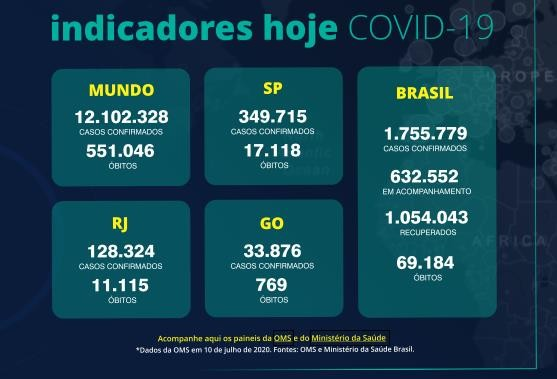 indicadores hoje COVID-19
MUNDO
12.102.328
CASOS CONFIRMADOS
551.046
ÓBITOS
SP
349.715
CASOS CONFIRMADOS
17.118
ÓBITOS
BRASIL
1.755.779
CASOS CONFIRMADOS
632.552
EM ACOMPANHAMENTO
1.054.043
RECUPERADOS
69.184
ÓBITOS
RJ
128.324
CASOS CONFIRMADOS
11.115
ÓBITOS
GO
33.876
CASOS CONFIRMADOS
769
ÓBITOS
EUROPE
AFRICA
Acompanhe aqui os paineis da OMS e do Ministério da Saúde
*Dados da OMS em 10 de julho de 2020. Fontes: OMS e Ministério da Saúde Brasil.